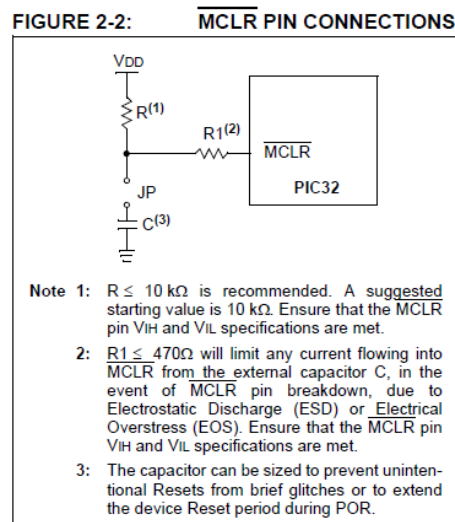 FIGURE 2-2: MCLR PIN CONNECTIONS
VDD
R(1)
R1(2)
MCLR
JP
PIC32
C(3)
Note 1: R ≤ 10 kΩ is recommended. A suggested
starting value is 10 kΩ. Ensure that the MCLR
pin VIH and VIL specifications are met.
2: R1 ≤ 470Ω will limit any current flowing into
MCLR from the external capacitor C, in the
event of MCLR pin breakdown, due to
Electrostatic Discharge (ESD) or Electrical
Overstress (EOS). Ensure that the MCLR pin
VIH and VIL specifications are met.
3: The capacitor can be sized to prevent uninten-
tional Resets from brief glitches or to extend
the device Reset period during POR.